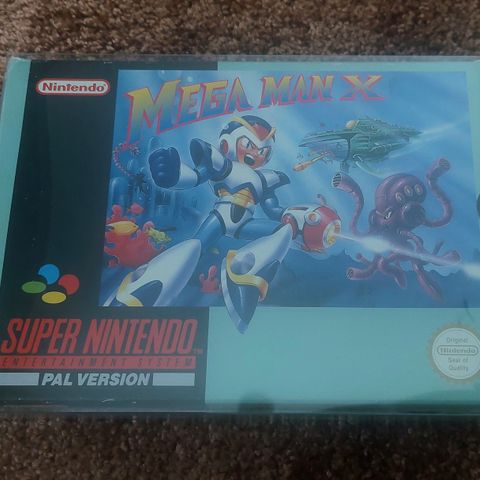 Nintendo
MEGA MAN X
SUPER NINTENDO
ENTERTAINMENT SYSTEM
PAL VERSION
Original
Nintendo
Seal of
Quality